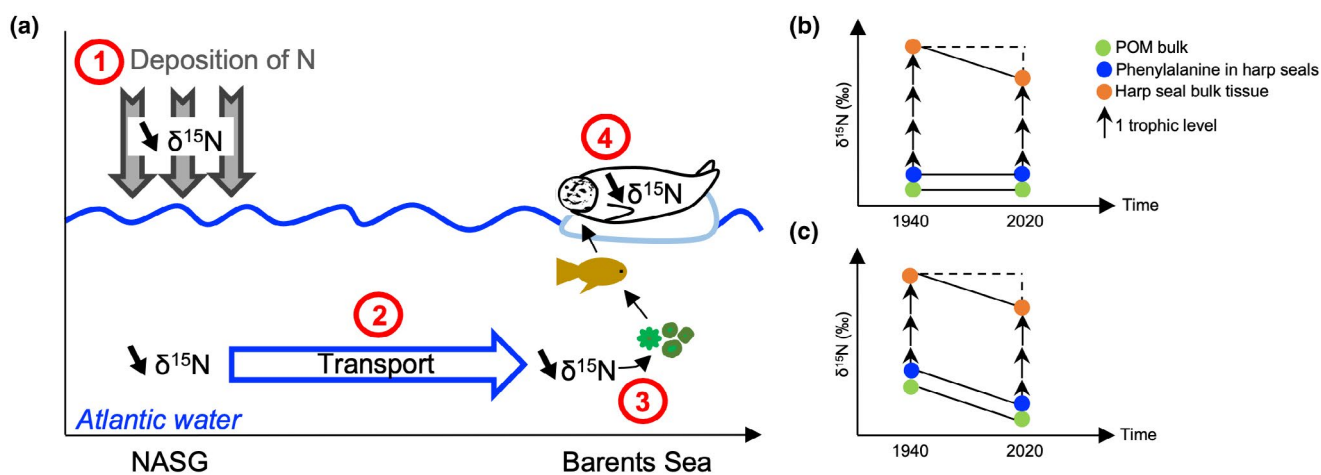 (a)
1
Deposition of N
δ¹⁵N
4
δ¹⁵N
2
δ¹⁵N
Transport
δ¹⁵N
3
Atlantic water
NASG
Barents Sea
(b)
δ¹⁵N (‰)
1940
2020
Time
POM bulk
Phenylalanine in harp seals
Harp seal bulk tissue
1 trophic level
(c)
δ¹⁵N (‰)
1940
2020
Time